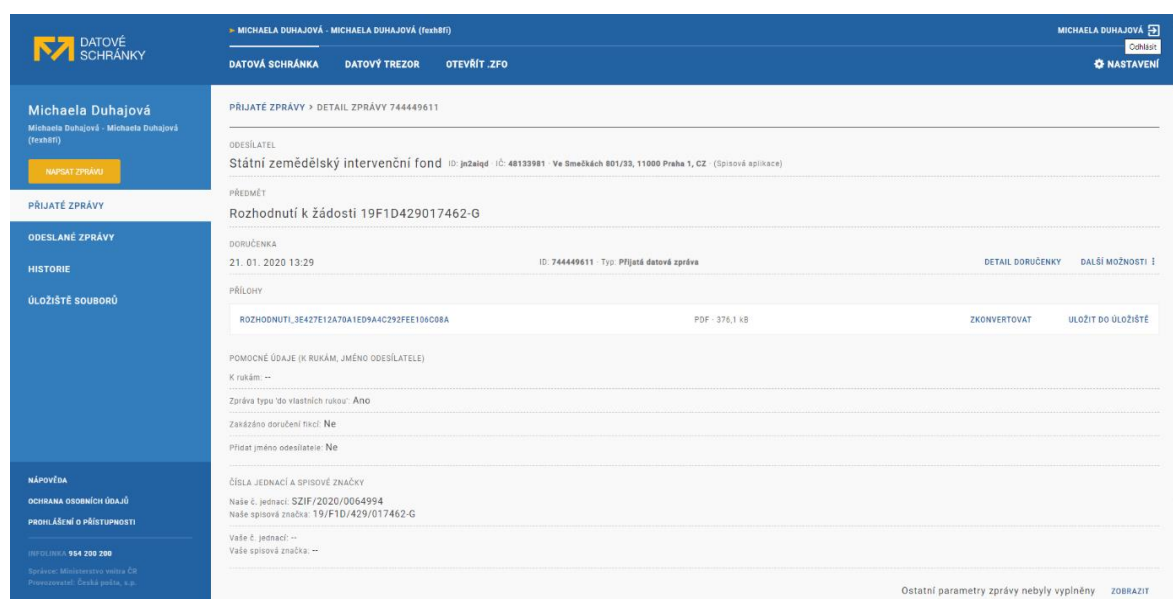 DATOVÉ
SCHRÁNKY
▸ MICHAELA DUHAJOVÁ - MICHAELA DUHAJOVÁ (fexh8fi)
MICHAELA DUHAJOVÁ
Odhlásit
DATOVÁ SCHRÁNKA DATOVÝ TREZOR OTEVŘÍT .ZFO
NASTAVENÍ
Michaela Duhajová
Michaela Duhajová - Michaela Duhajová
(fexh8fi)
NAPSAT ZPRÁVU
PŘIJATÉ ZPRÁVY
ODESLANÉ ZPRÁVY
HISTORIE
ÚLOŽIŠTĚ SOUBORŮ
NÁPOVĚDA
OCHRANA OSOBNÍCH ÚDAJŮ
PROHLÁŠENÍ O PŘÍSTUPNOSTI
INFOLINKA 954 200 200
Správce: Ministerstvo vnitra ČR
Provozovatel: Česká pošta, s.p.
PŘIJATÉ ZPRÁVY > DETAIL ZPRÁVY 744449611
ODESÍLATEL
Státní zemědělský intervenční fond ID: jn2aiqd · IČ: 48133981 · Ve Smečkách 801/33, 11000 Praha 1, CZ · (Spisová aplikace)
PŘEDMĚT
Rozhodnutí k žádosti 19F1D429017462-G
DORUČENKA
21. 01. 2020 13:29 ID: 744449611 · Typ: Přijatá datová zpráva DETAIL DORUČENKY DALŠÍ MOŽNOSTI
PŘÍLOHY
ROZHODNUTI_3E427E12A70A1ED9A4C292FEE106C08A PDF · 376,1 kB ZKONVERTOVAT ULOŽIT DO ÚLOŽIŠTĚ
POMOCNÉ ÚDAJE (K RUKÁM, JMÉNO ODESÍLATELE)
K rukám: --
Zpráva typu 'do vlastních rukou': Ano
Zakázáno doručení fikcí: Ne
Přidat jméno odesílatele: Ne
ČÍSLA JEDNACÍ A SPISOVÉ ZNAČKY
Naše č. jednací: SZIF/2020/0064994
Naše spisová značka: 19/F1D/429/017462-G
Vaše č. jednací: --
Vaše spisová značka: --
Ostatní parametry zprávy nebyly vyplněny ZOBRAZIT